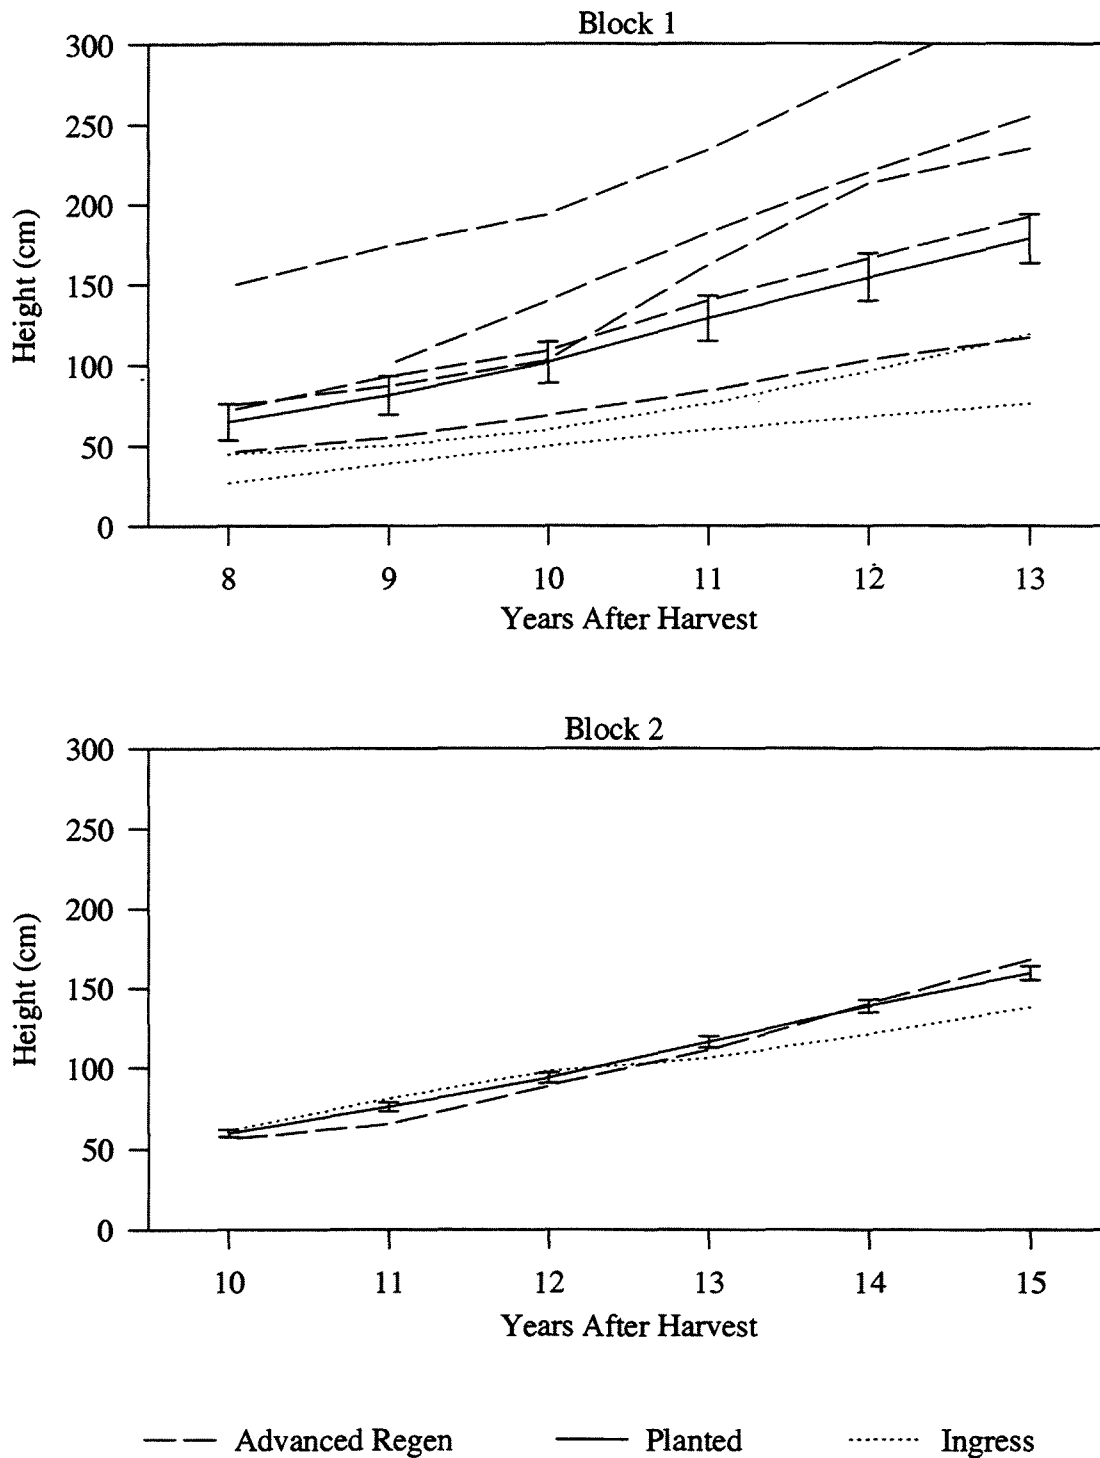 Block 1
300
250
200
150
100
50
0
Height (cm)
8 9 10 11 12 13
Years After Harvest
Block 2
300
250
200
150
100
50
0
Height (cm)
10 11 12 13 14 15
Years After Harvest
Advanced Regen Planted Ingress